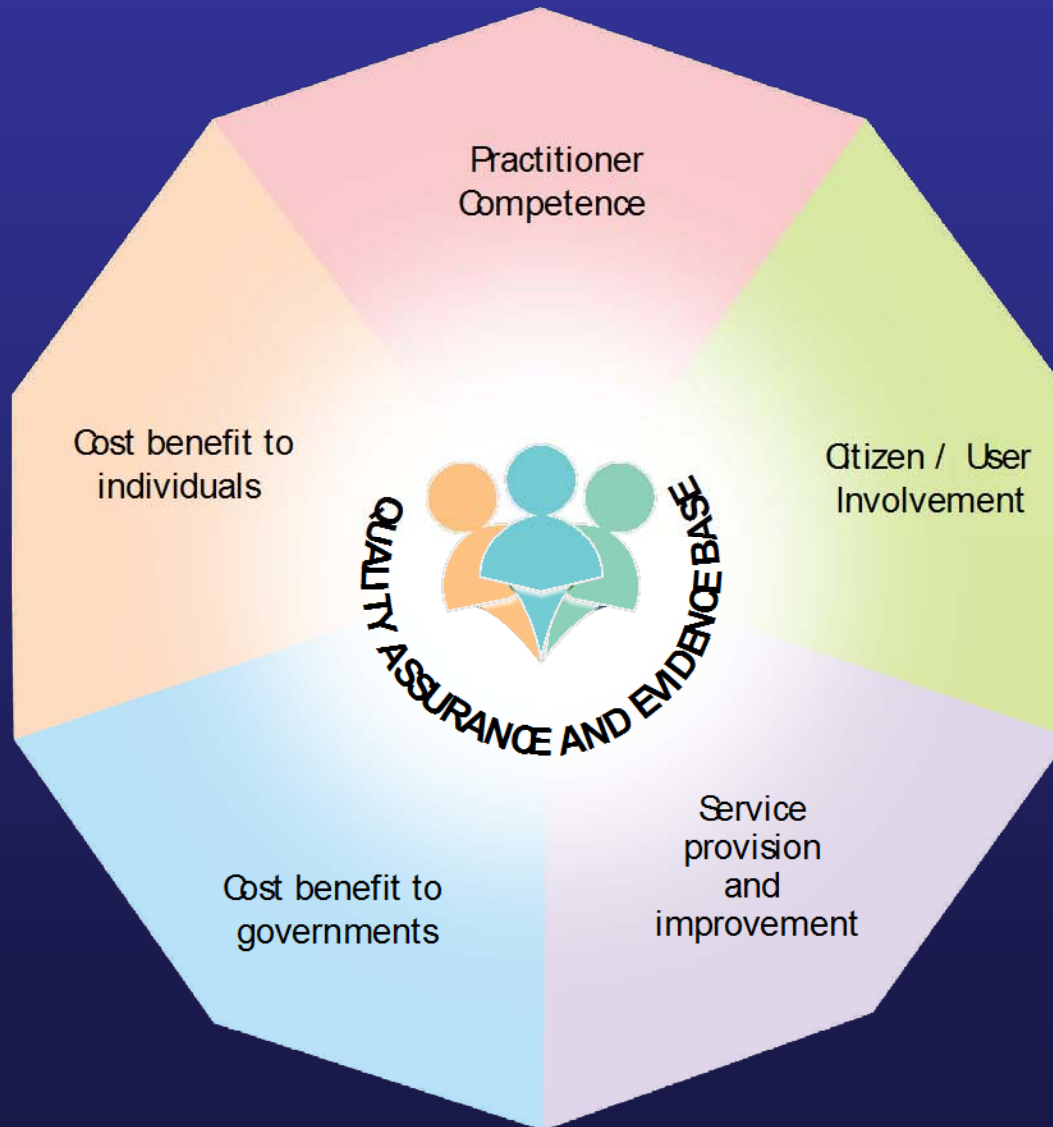 Practitioner
Competence
Citizen / User
Involvement
Service
provision
and
improvement
Cost benefit to
governments
Cost benefit to
individuals
QUALITY ASSURANCE AND EVIDENCE BASE